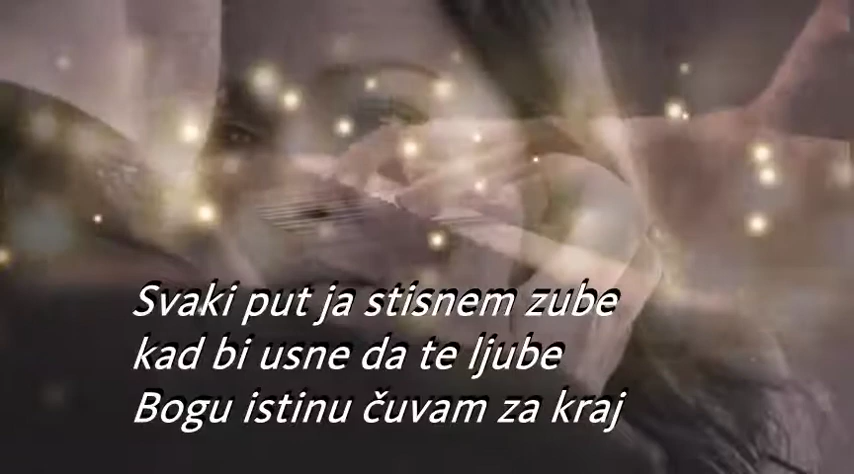 Svaki put ja stisnem zube
kad bi usne da te ljube
Bogu istinu čuvam za kraj